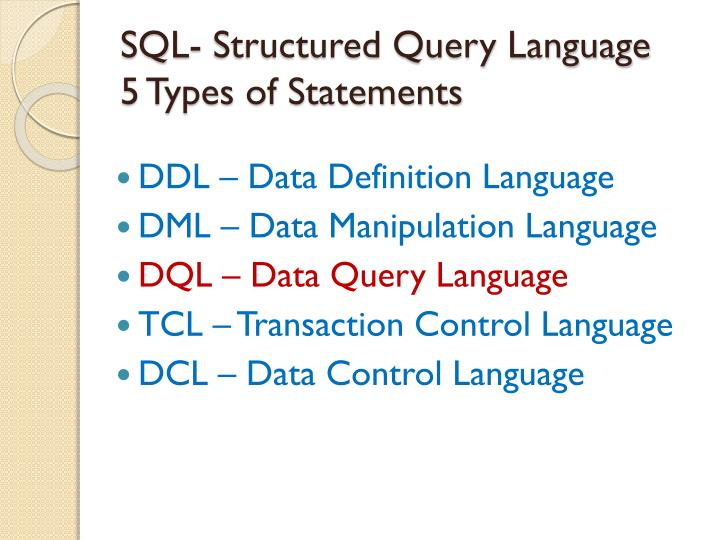 SQL- Structured Query Language
5 Types of Statements
• DDL – Data Definition Language
• DML – Data Manipulation Language
• DQL – Data Query Language
• TCL – Transaction Control Language
• DCL – Data Control Language